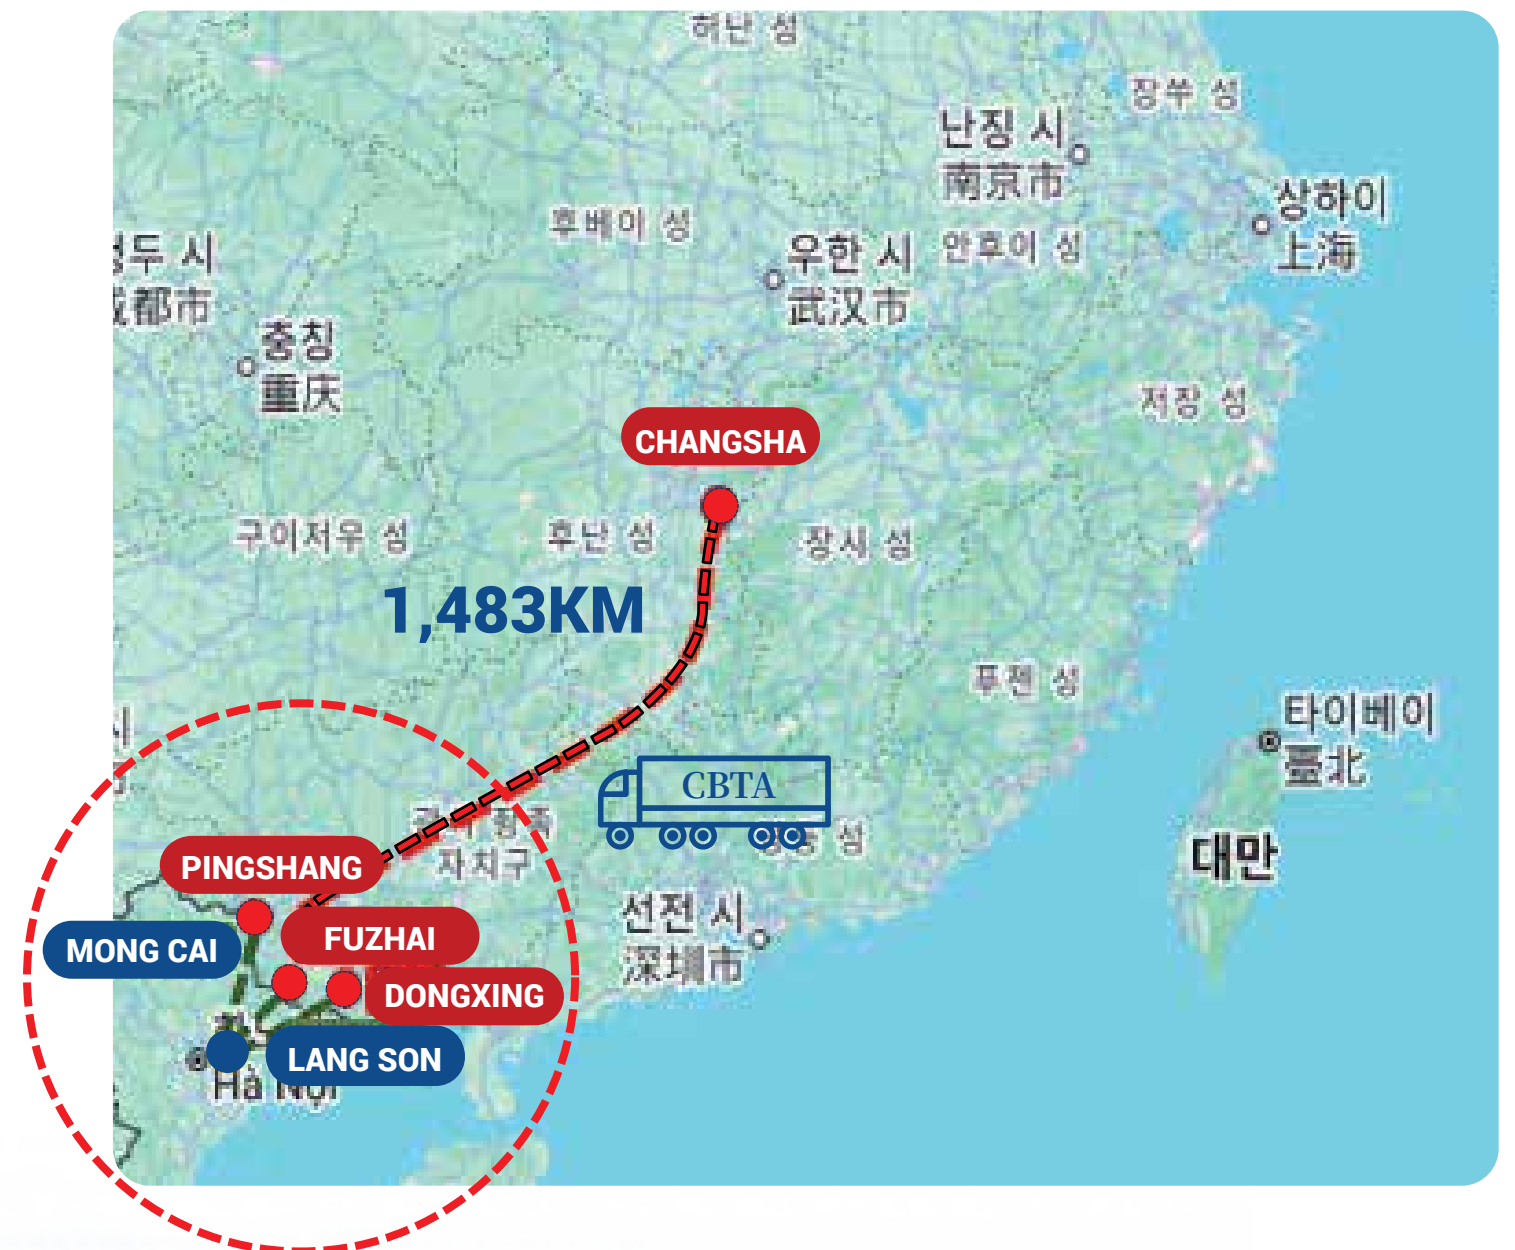 허난 성
장쑤 성
난징 시
南京市
상하이
上海
후베이 성
우한 시
武汉市
안후이 성
두 시
都市
충칭
重庆
저장 성
CHANGSHA
구이저우 성
후난 성
장시 성
1,483KM
푸젠 성
시
타이베이
臺北
CBTA
자치구
성
대만
PINGSHANG
선전 시
深圳市
FUZHAI
MONG CAI
DONGXING
LANG SON
Hà Nội